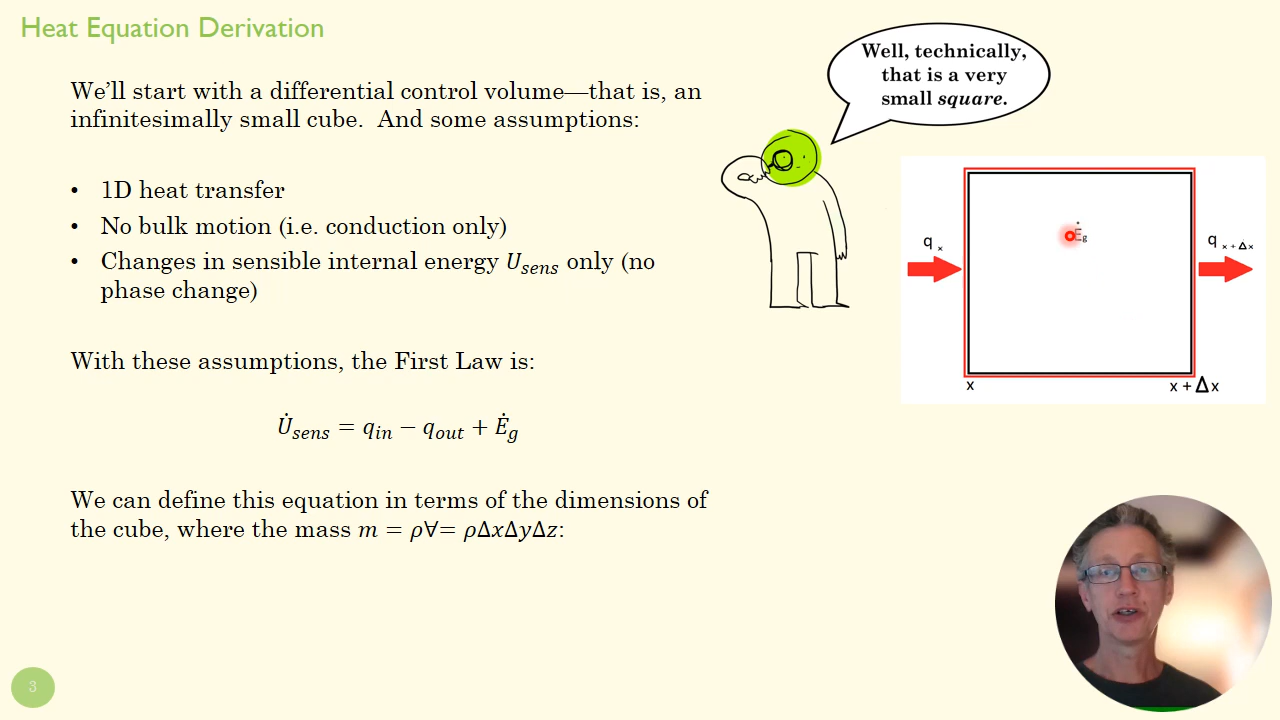 Heat Equation Derivation
We'll start with a differential control volume—that is, an
infinitesimally small cube.  And some assumptions:
• 1D heat transfer
• No bulk motion (i.e. conduction only)
• Changes in sensible internal energy U_sens only (no
phase change)
With these assumptions, the First Law is:
U̇_sens = q_in − q_out + Ė_g
We can define this equation in terms of the dimensions of
the cube, where the mass m = ρ∀= ρΔxΔyΔz:
Well, technically,
that is a very
small square.
Ė_g
q_x
q_x+Δx
x
x + Δx
3